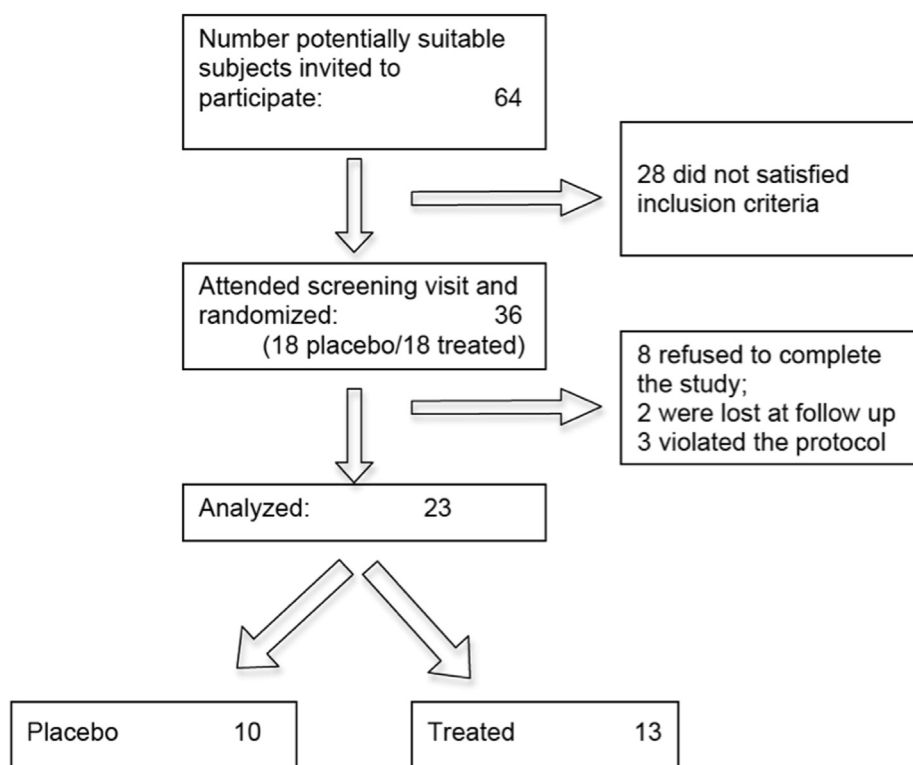 Number potentially suitable
subjects invited to
participate: 64
28 did not satisfied
inclusion criteria
Attended screening visit and
randomized: 36
(18 placebo/18 treated)
8 refused to complete
the study;
2 were lost at follow up
3 violated the protocol
Analyzed: 23
Placebo 10
Treated 13